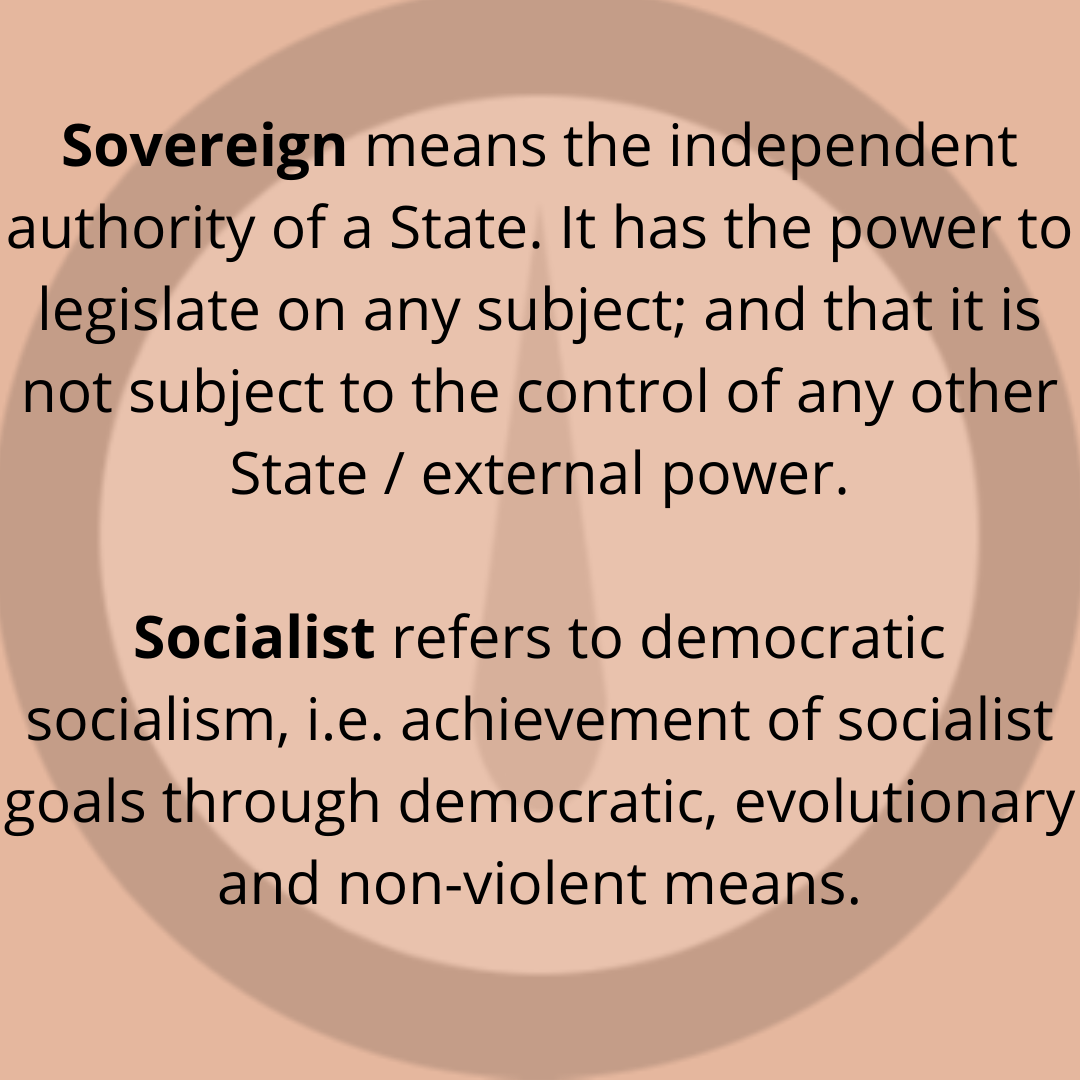 Sovereign means the independent
authority of a State. It has the power to
legislate on any subject; and that it is
not subject to the control of any other
State / external power.
Socialist refers to democratic
socialism, i.e. achievement of socialist
goals through democratic, evolutionary
and non-violent means.